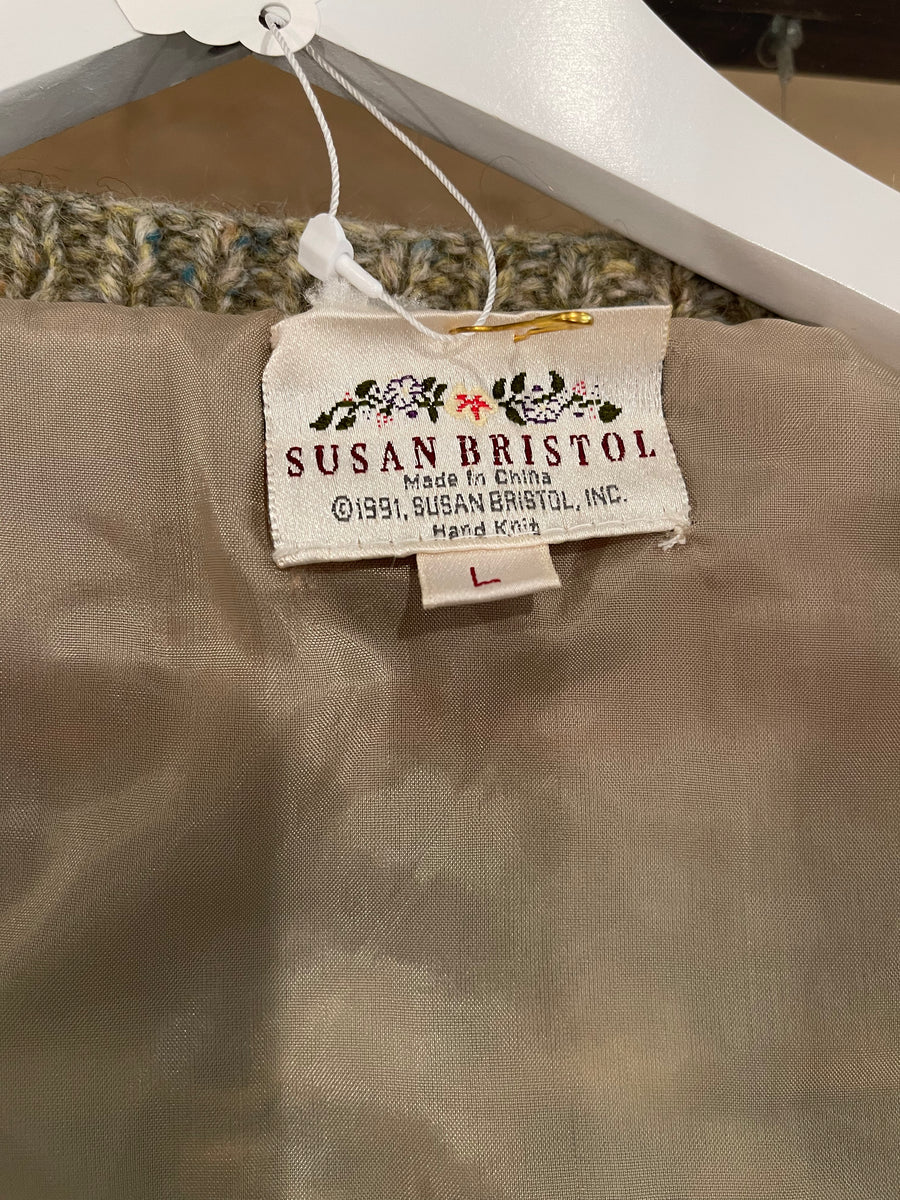 SUSAN BRISTOL
Made in China
©1991, SUSAN BRISTOL, INC.
Hand Knit
L